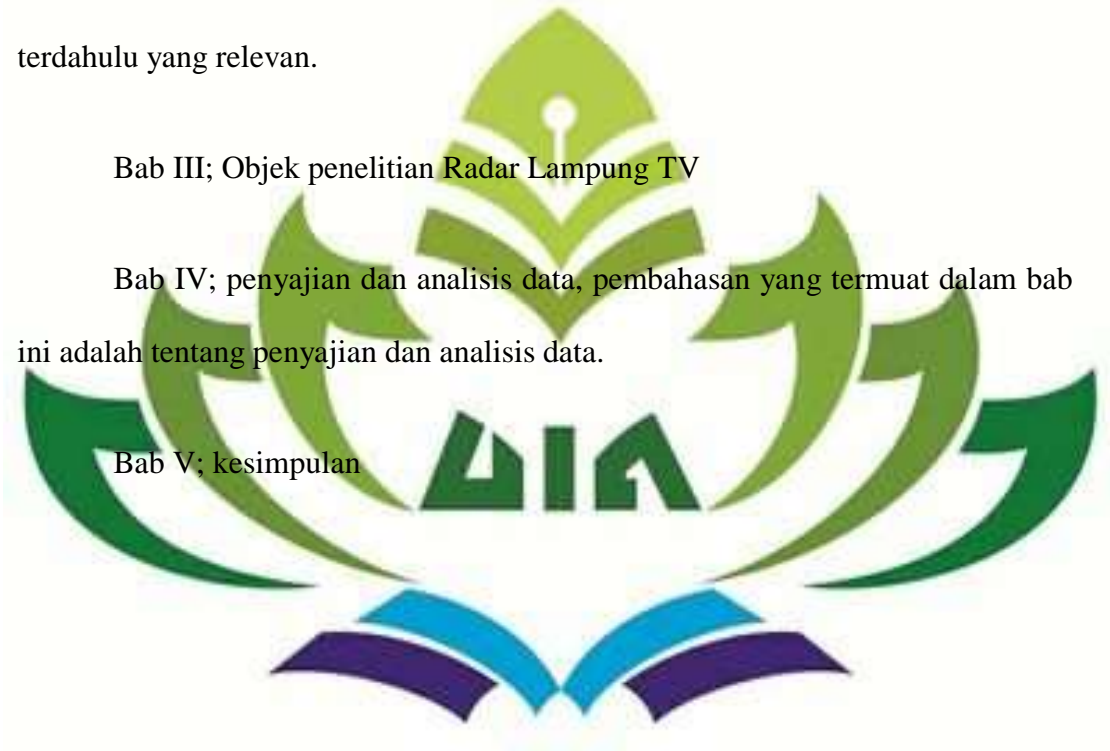 terdahulu yang relevan.
Bab III; Objek penelitian Radar Lampung TV
Bab IV; penyajian dan analisis data, pembahasan yang termuat dalam bab
ini adalah tentang penyajian dan analisis data.
Bab V; kesimpulan